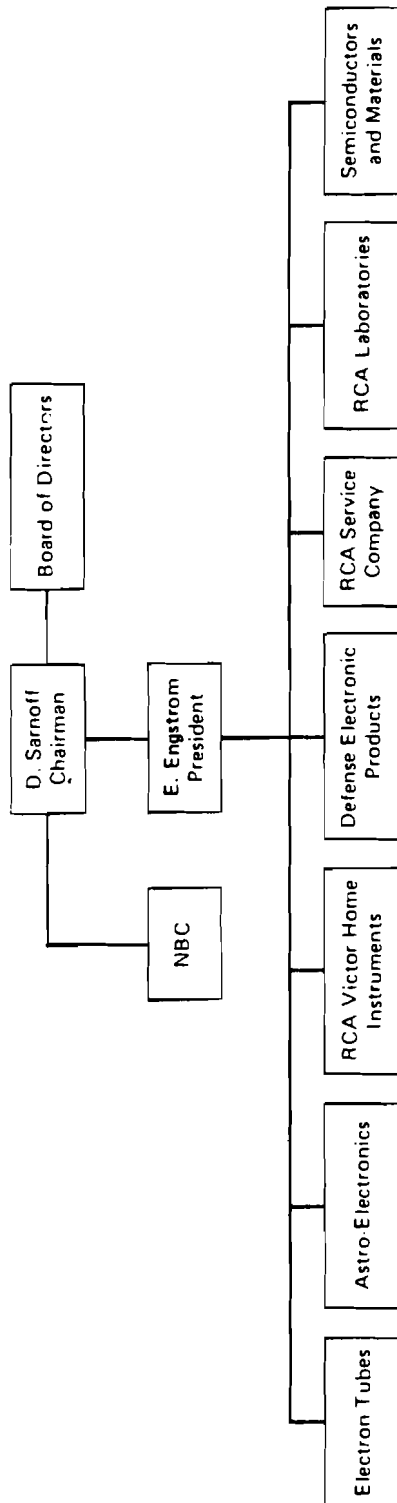 D. Sarnoff
Chairman
Board of Directors
NBC
E. Engstrom
President
Electron Tubes
Astro-Electronics
RCA Victor Home
Instruments
Defense Electronic
Products
RCA Service
Company
RCA Laboratories
Semiconductors
and Materials